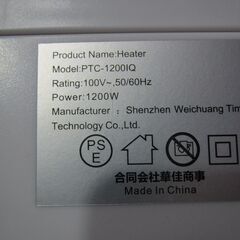 Product Name:Heater
Model:PTC-1200IQ
Rating:100V~,50/60Hz
Power:1200W
Manufacturer : Shenzhen Weichuang Tim
Technology Co.,Ltd.
PS
E
合同会社華佳商事
Made In China